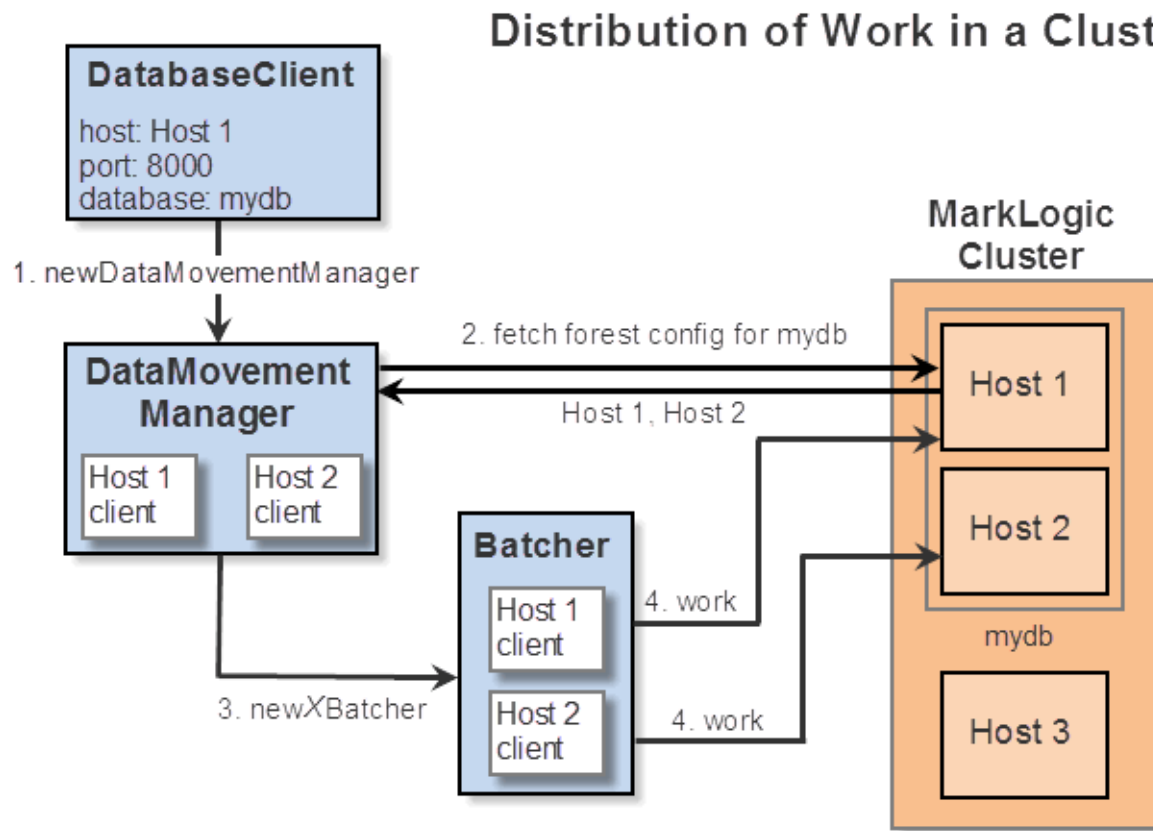 Distribution of Work in a Clust
DatabaseClient
host: Host 1
port: 8000
database: mydb
1. newDataMovementManager
DataMovement
Manager
Host 1
client
Host 2
client
2. fetch forest config for mydb
Host 1, Host 2
3. newXBatcher
Batcher
Host 1
client
Host 2
client
4. work
4. work
MarkLogic
Cluster
Host 1
Host 2
mydb
Host 3